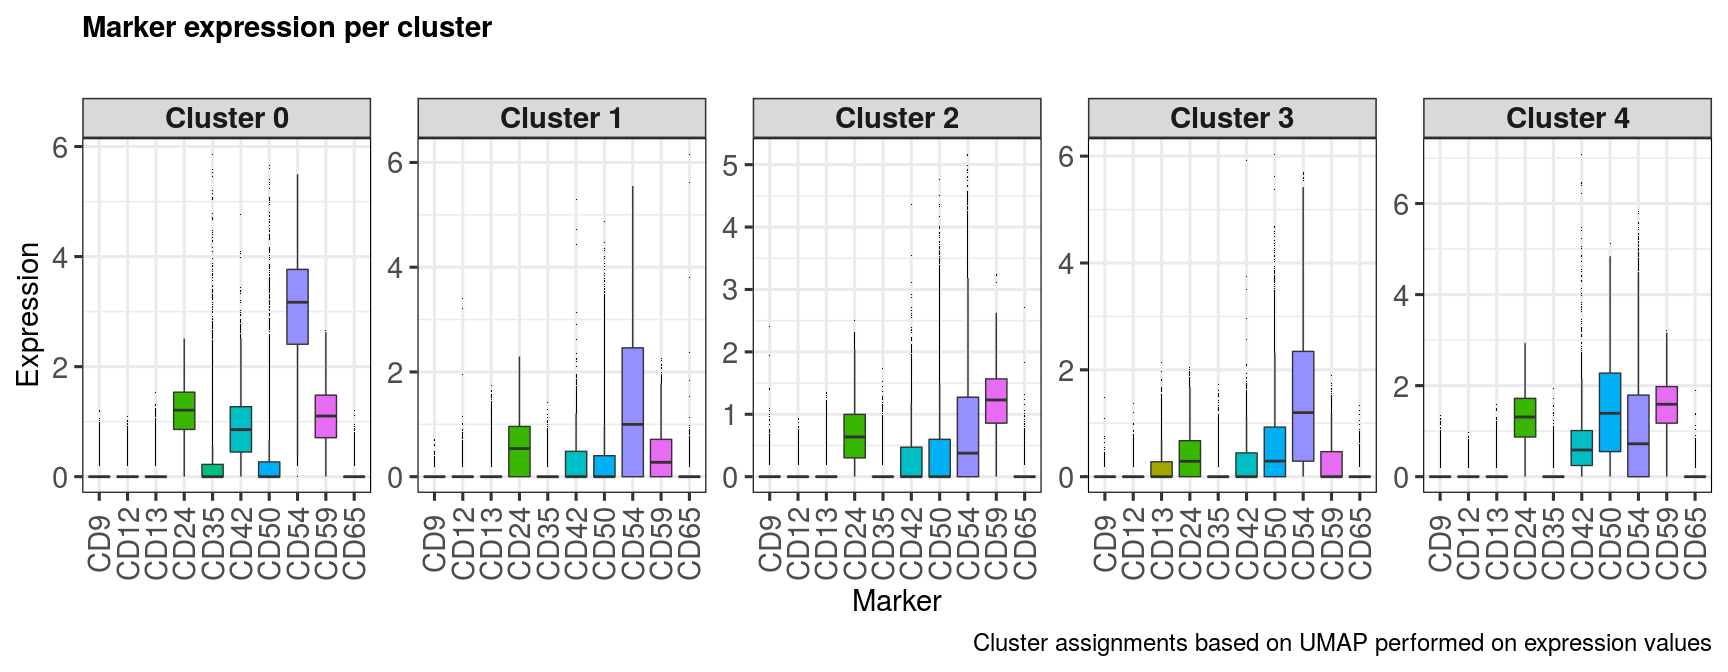 Marker expression per cluster
Cluster 0 Cluster 1 Cluster 2 Cluster 3 Cluster 4
Expression
6 4 2 0
6 4 2 0
5 4 3 2 1 0
6 4 2 0
6 4 2 0
CD9 CD12 CD13 CD24 CD35 CD42 CD50 CD54 CD59 CD65
CD9 CD12 CD13 CD24 CD35 CD42 CD50 CD54 CD59 CD65
CD9 CD12 CD13 CD24 CD35 CD42 CD50 CD54 CD59 CD65
CD9 CD12 CD13 CD24 CD35 CD42 CD50 CD54 CD59 CD65
CD9 CD12 CD13 CD24 CD35 CD42 CD50 CD54 CD59 CD65
Marker
Cluster assignments based on UMAP performed on expression values